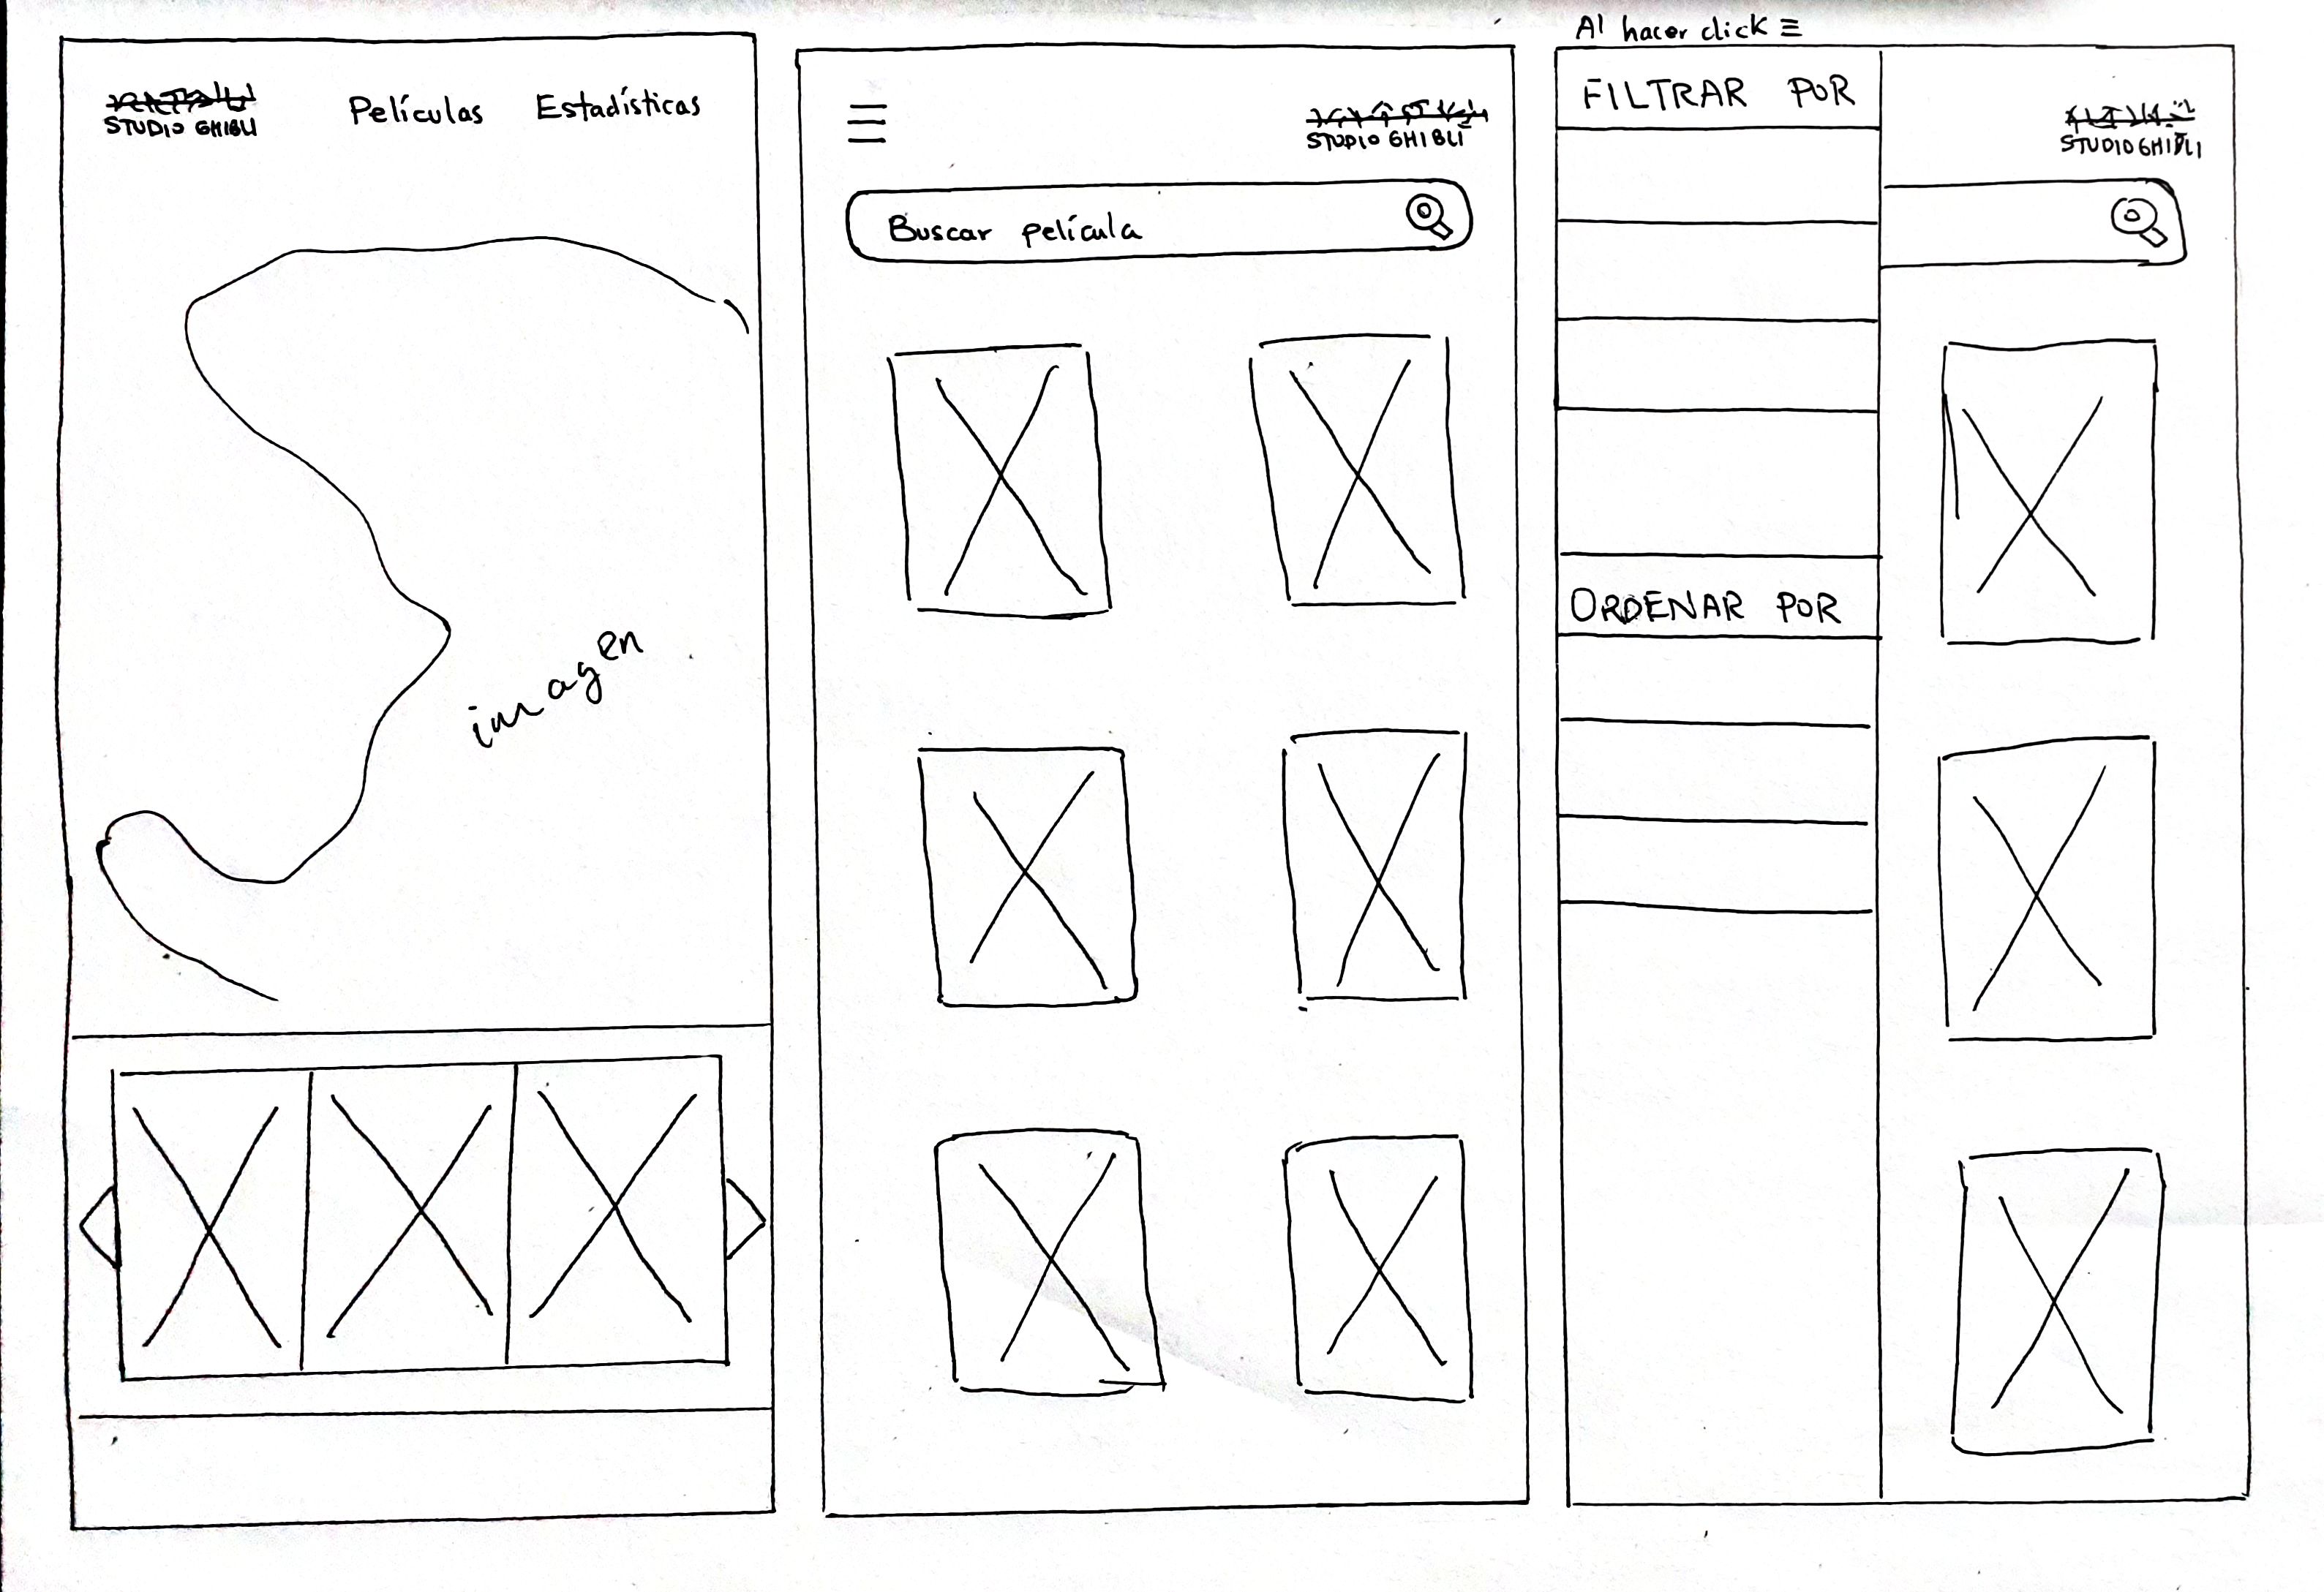 STUDIO GHIBLI
Películas Estadísticas
imagen
STUDIO GHIBLI
Buscar película
Al hacer click ☰
FILTRAR POR
STUDIO GHIBLI
ORDENAR POR